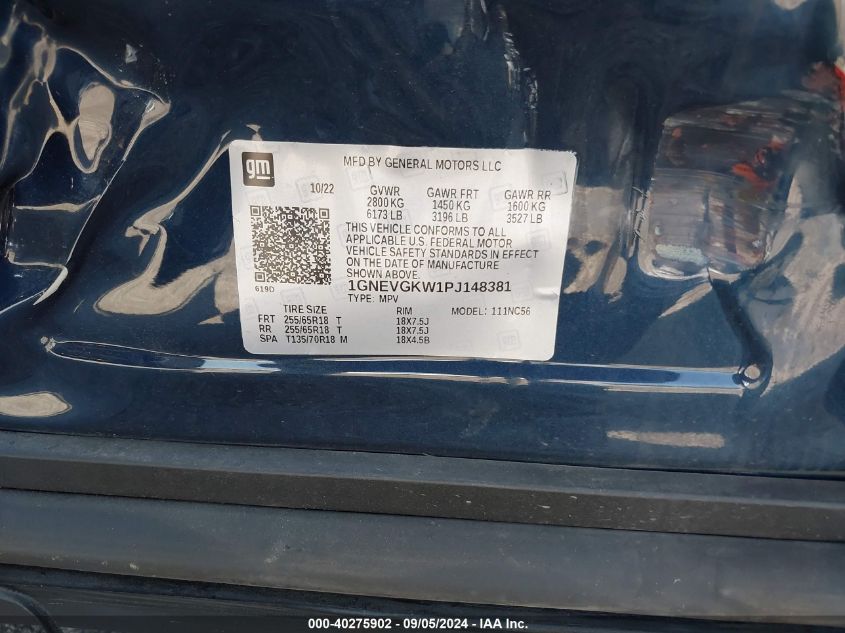 gm
MFD BY GENERAL MOTORS LLC
10/22
GVWR GAWR FRT GAWR RR
2800 KG 1450 KG 1600 KG
6173 LB 3196 LB 3527 LB
THIS VEHICLE CONFORMS TO ALL
APPLICABLE U.S. FEDERAL MOTOR
VEHICLE SAFETY STANDARDS IN EFFECT
ON THE DATE OF MANUFACTURE
SHOWN ABOVE.
619D
1GNEVGKW1PJ148381
TYPE: MPV
TIRE SIZE RIM MODEL: 111NC56
FRT 255/65R18 T 18X7.5J
RR 255/65R18 T 18X7.5J
SPA T135/70R18 M 18X4.5B
000-40275902 - 09/05/2024 - IAAI.com